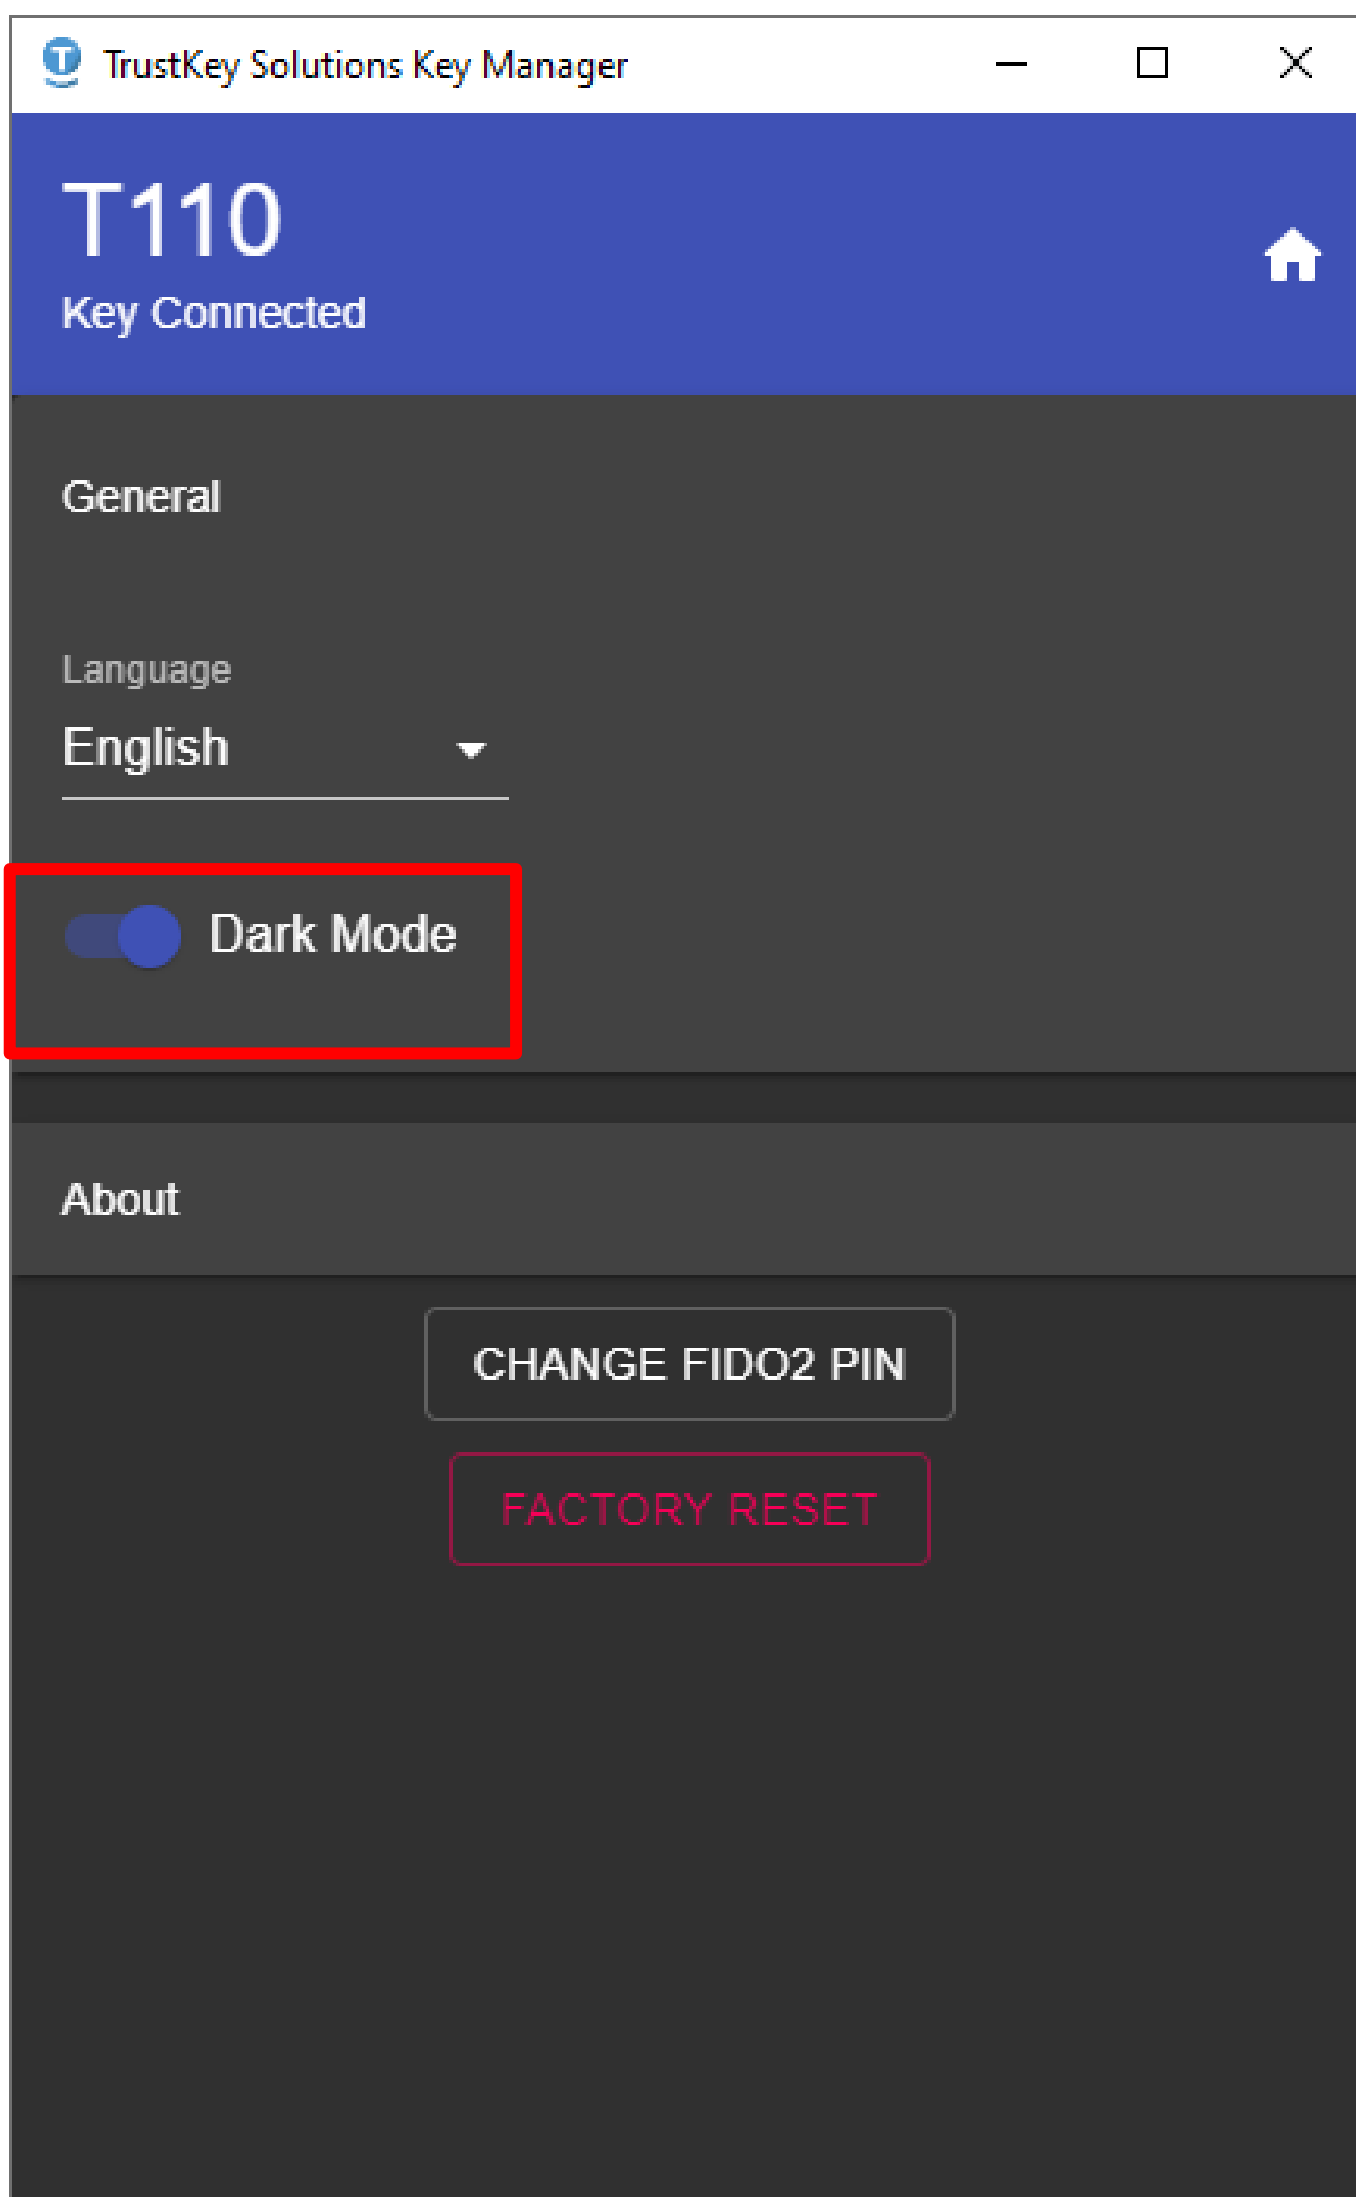 TrustKey Solutions Key Manager
T110
Key Connected
General
Language
English
Dark Mode
About
CHANGE FIDO2 PIN
FACTORY RESET